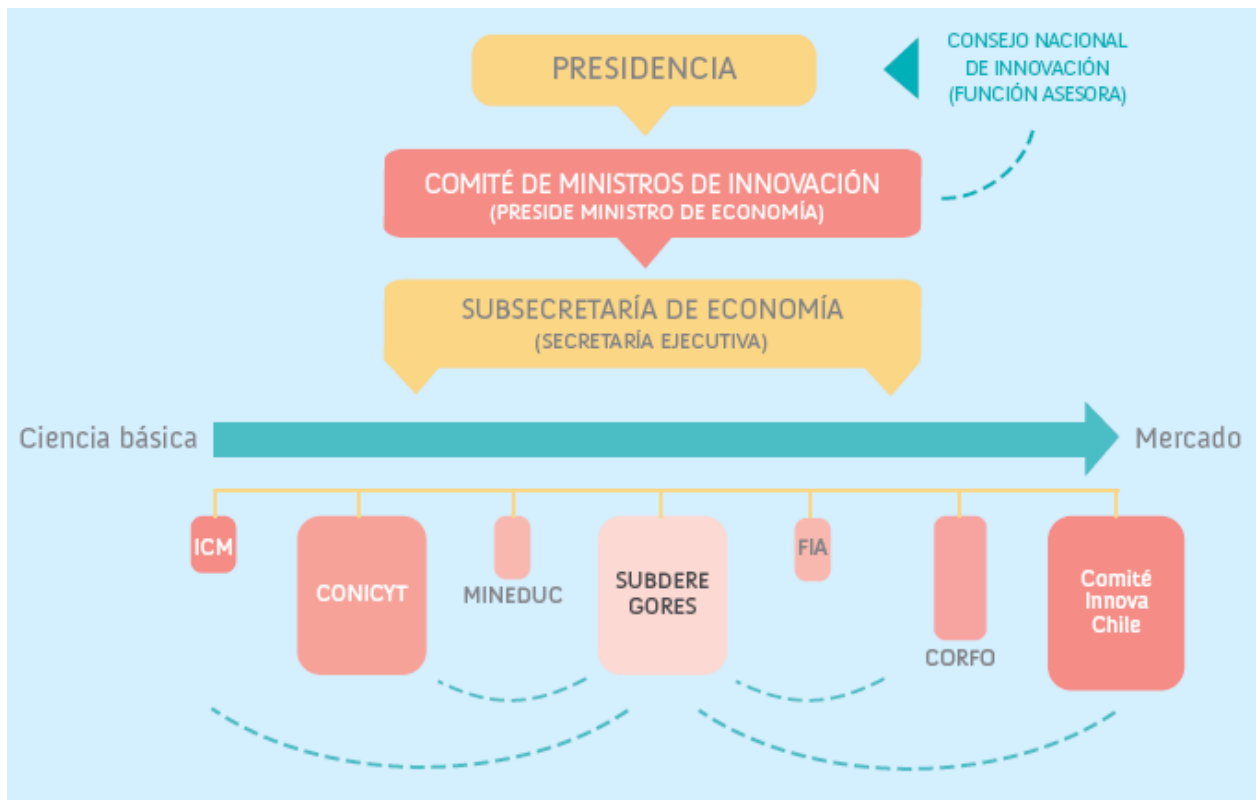 PRESIDENCIA
CONSEJO NACIONAL
DE INNOVACIÓN
(FUNCIÓN ASESORA)
COMITÉ DE MINISTROS DE INNOVACIÓN
(PRESIDE MINISTRO DE ECONOMÍA)
SUBSECRETARÍA DE ECONOMÍA
(SECRETARÍA EJECUTIVA)
Ciencia básica
Mercado
ICM
CONICYT
MINEDUC
SUBDERE
GORES
FIA
CORFO
Comité
Innova
Chile